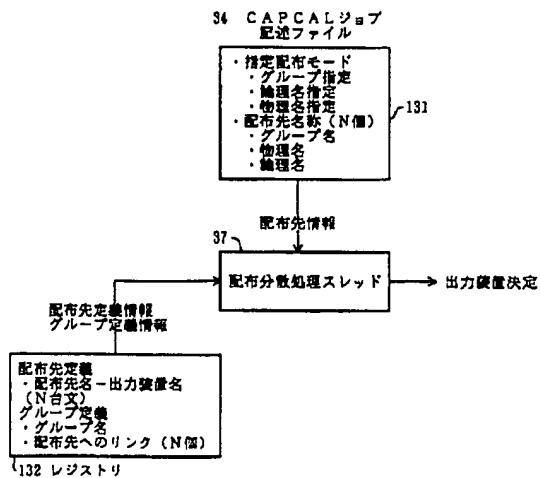 34 CAPCALジョブ
記述ファイル
・指定配布モード
・グループ指定
・論理名指定
・物理名指定
・配布先名称（N個）
・グループ名
・物理名
・論理名
131
配布先情報
37
配布分散処理スレッド
出力装置決定
配布先定義情報
グループ定義情報
配布先定義
・配布先名－出力装置名
（N台文）
グループ定義
・グループ名
・配布先へのリンク（N個）
132 レジストリ